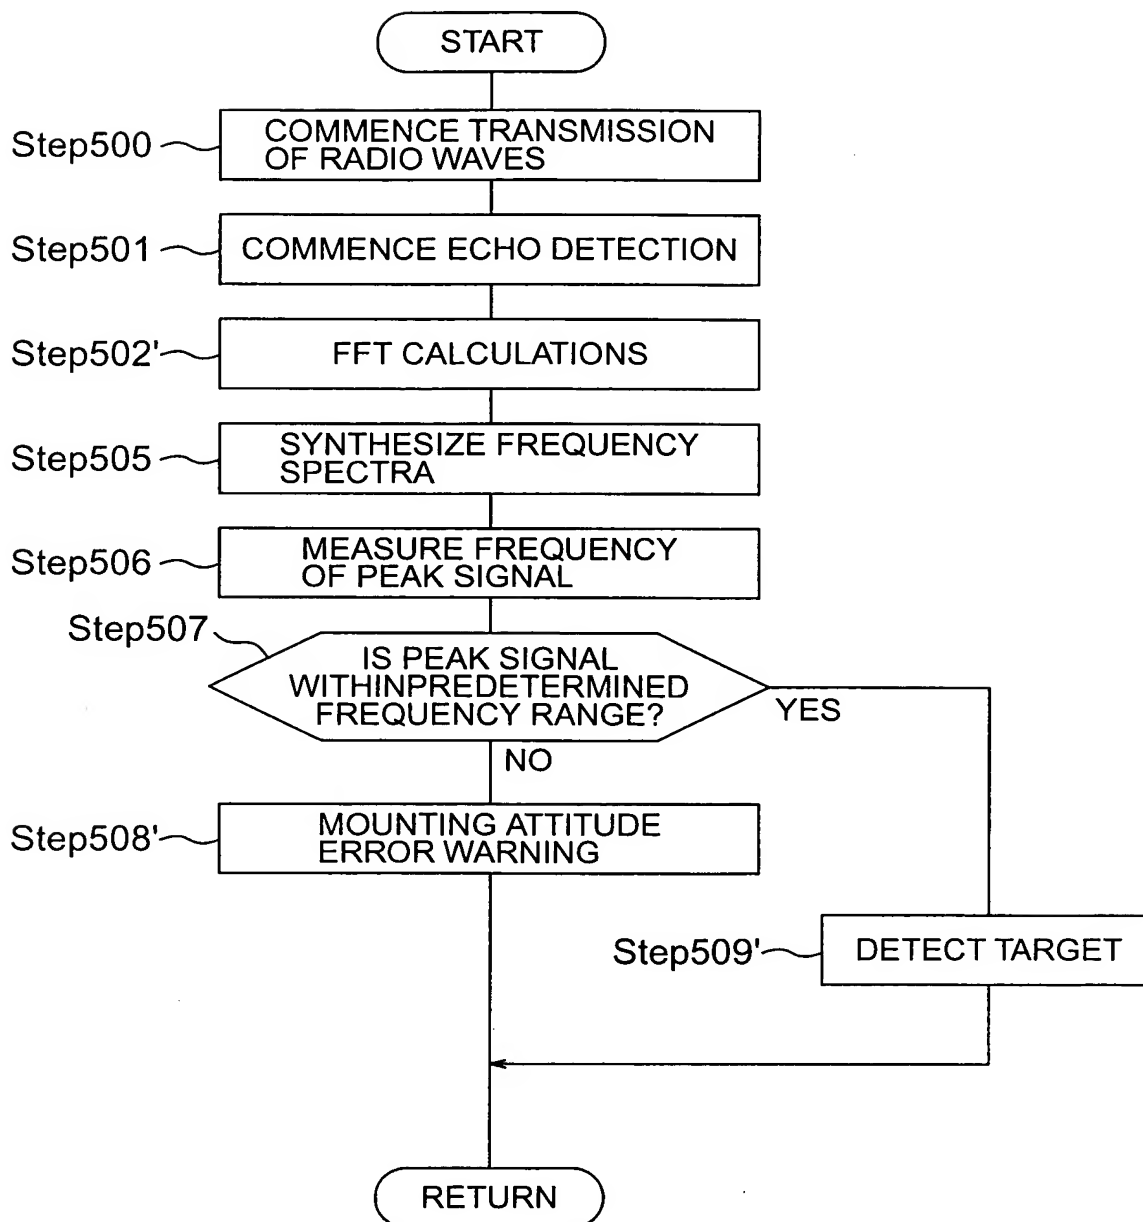 START
Step500
COMMENCE TRANSMISSION
OF RADIO WAVES
Step501
COMMENCE ECHO DETECTION
Step502'
FFT CALCULATIONS
Step505
SYNTHESIZE FREQUENCY
SPECTRA
Step506
MEASURE FREQUENCY
OF PEAK SIGNAL
Step507
IS PEAK SIGNAL
WITHINPREDETERMINED
FREQUENCY RANGE?
YES
NO
Step508'
MOUNTING ATTITUDE
ERROR WARNING
Step509'
DETECT TARGET
RETURN